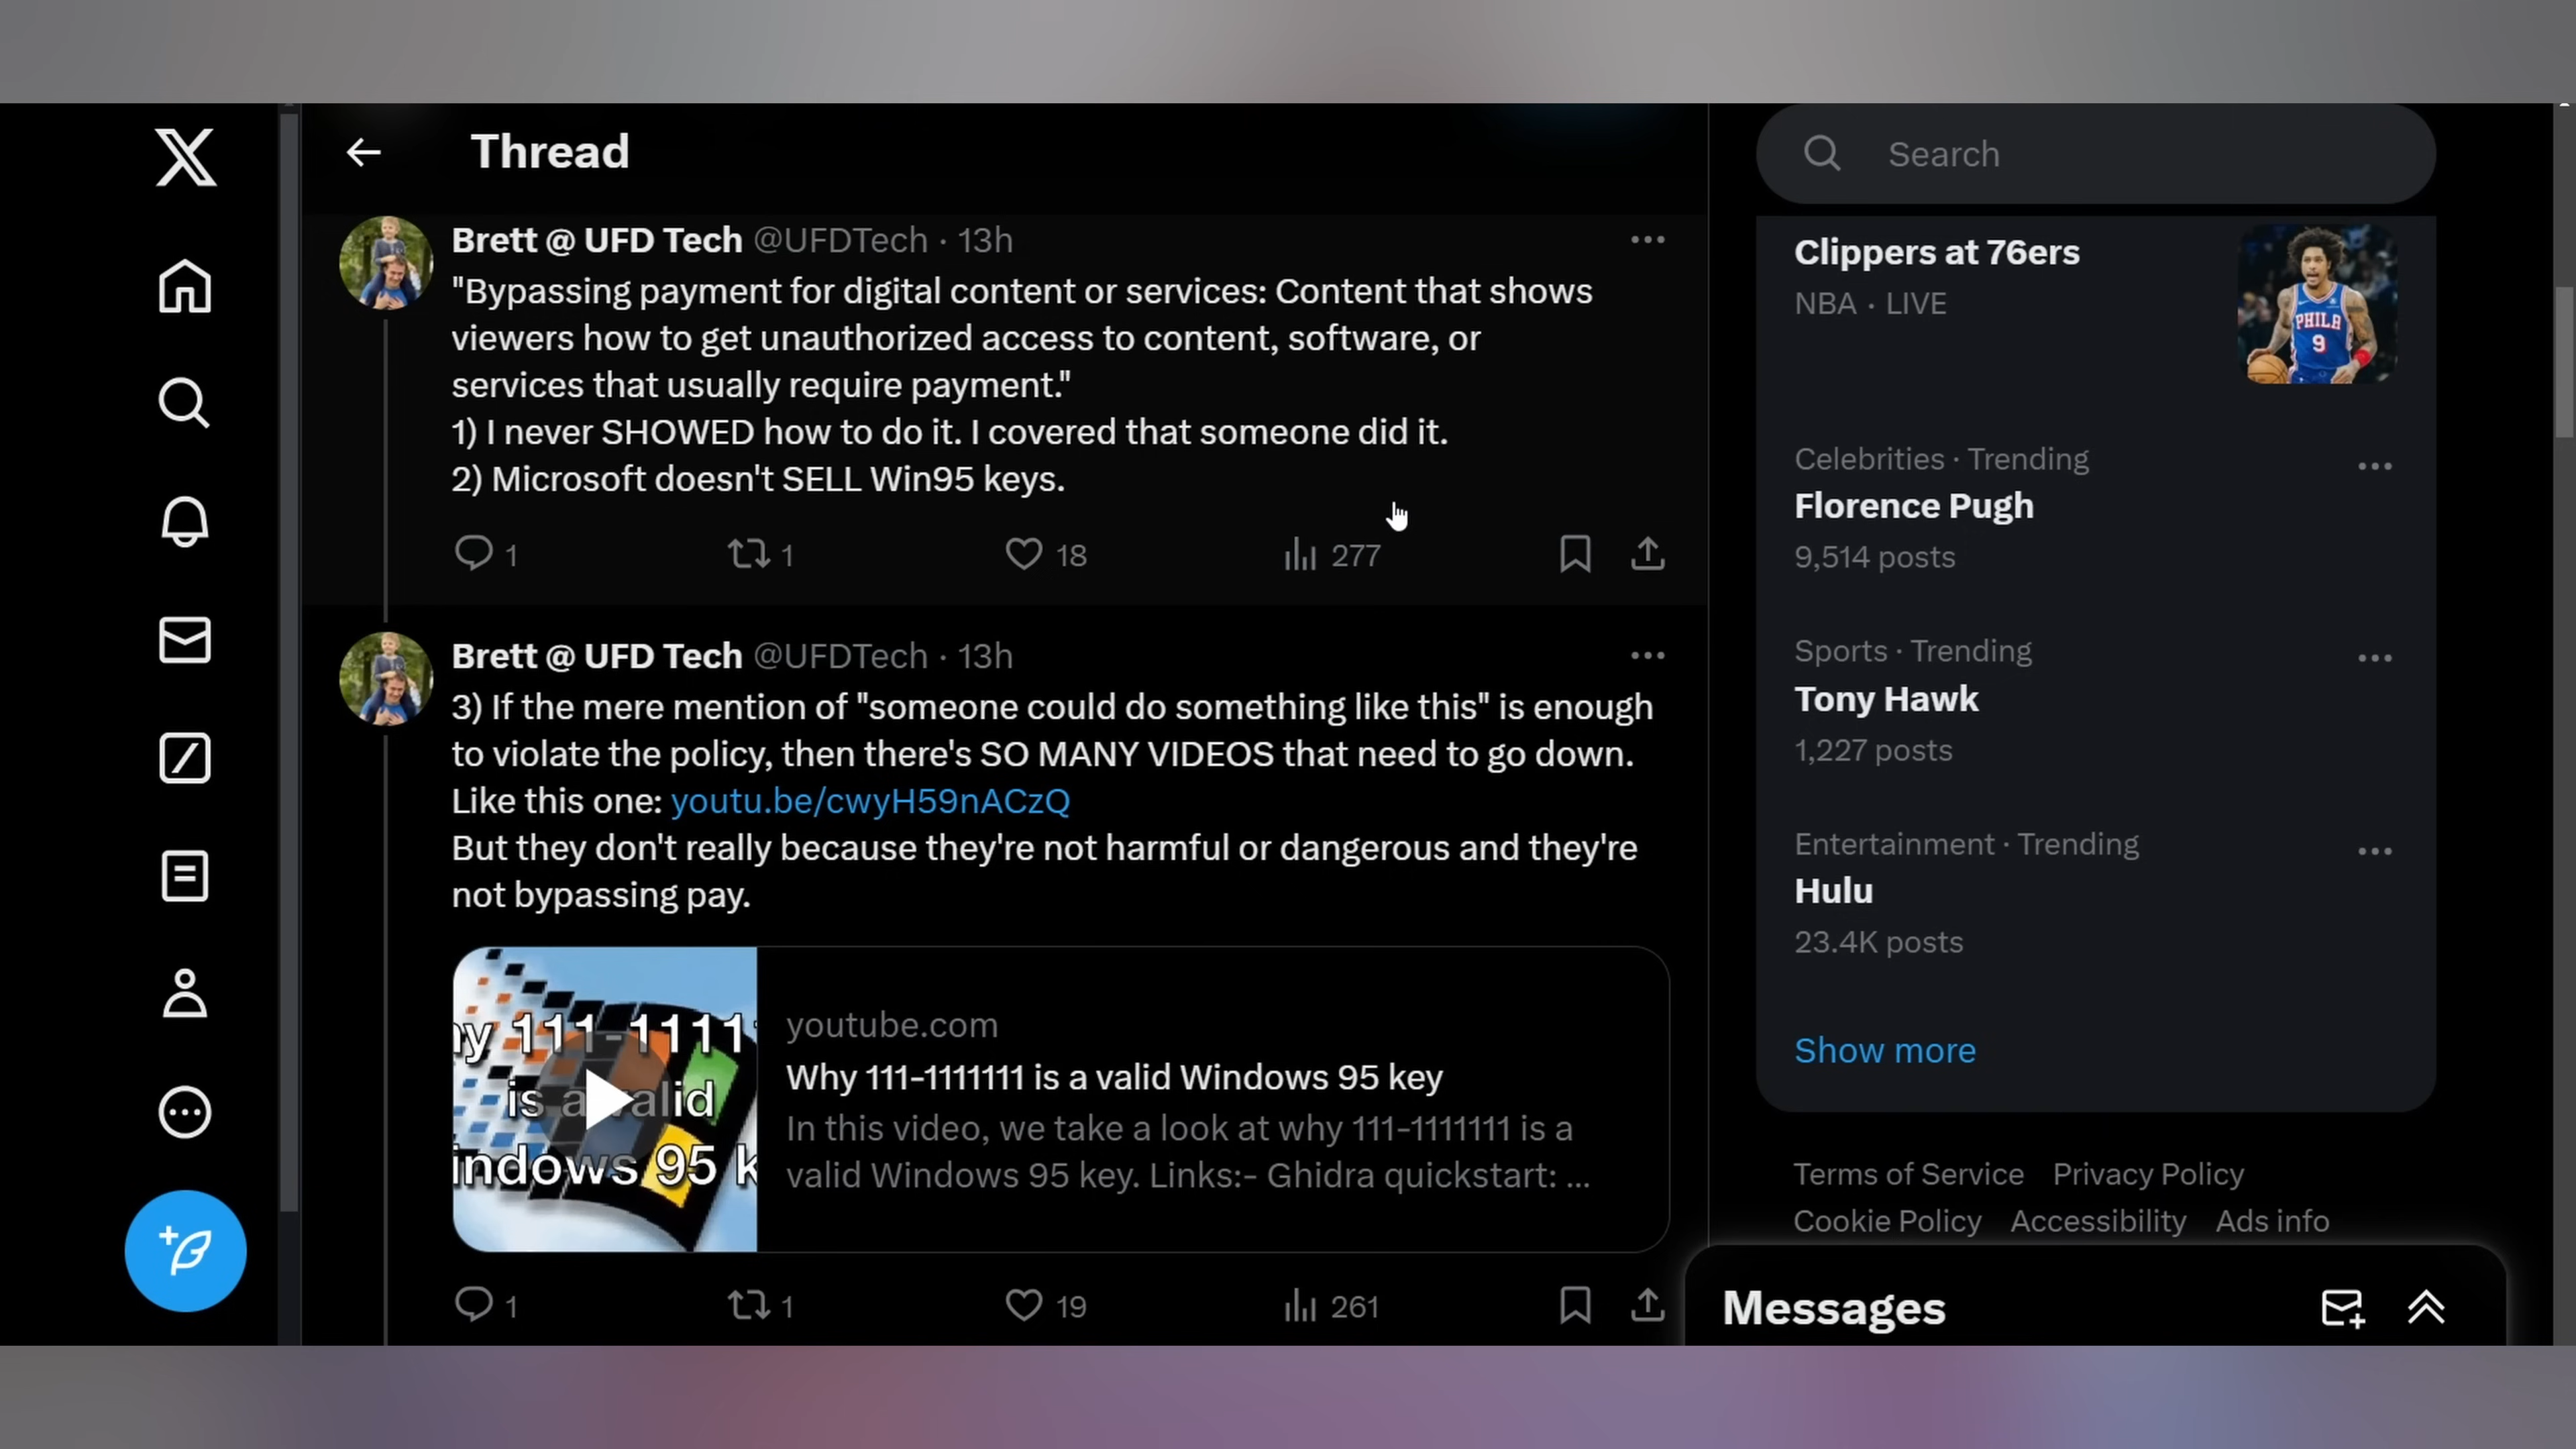 Thread
Brett @ UFD Tech @UFDTech · 13h
"Bypassing payment for digital content or services: Content that shows
viewers how to get unauthorized access to content, software, or
services that usually require payment."
1) I never SHOWED how to do it. I covered that someone did it.
2) Microsoft doesn't SELL Win95 keys.
1 1 18 277
Brett @ UFD Tech @UFDTech · 13h
3) If the mere mention of "someone could do something like this" is enough
to violate the policy, then there's SO MANY VIDEOS that need to go down.
Like this one: youtu.be/cwyH59nACzQ
But they don't really because they're not harmful or dangerous and they're
not bypassing pay.
111-1111
is a valid
indows 95 k
youtube.com
Why 111-1111111 is a valid Windows 95 key
In this video, we take a look at why 111-1111111 is a
valid Windows 95 key. Links:- Ghidra quickstart: ...
1 1 19 261
Search
Clippers at 76ers
NBA · LIVE
PHILA
9
Celebrities · Trending
Florence Pugh
9,514 posts
Sports · Trending
Tony Hawk
1,227 posts
Entertainment · Trending
Hulu
23.4K posts
Show more
Terms of Service Privacy Policy
Cookie Policy Accessibility Ads info
Messages